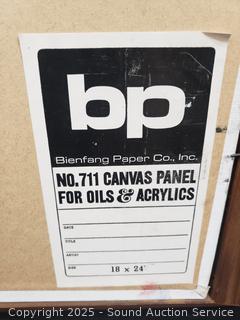 bp
Bienfang Paper Co., Inc.
NO. 711 CANVAS PANEL
FOR OILS & ACRYLICS
DATE
TITLE
ARTIST
SIZE 18 x 24"
Copyright 2025 - Sound Auction Service